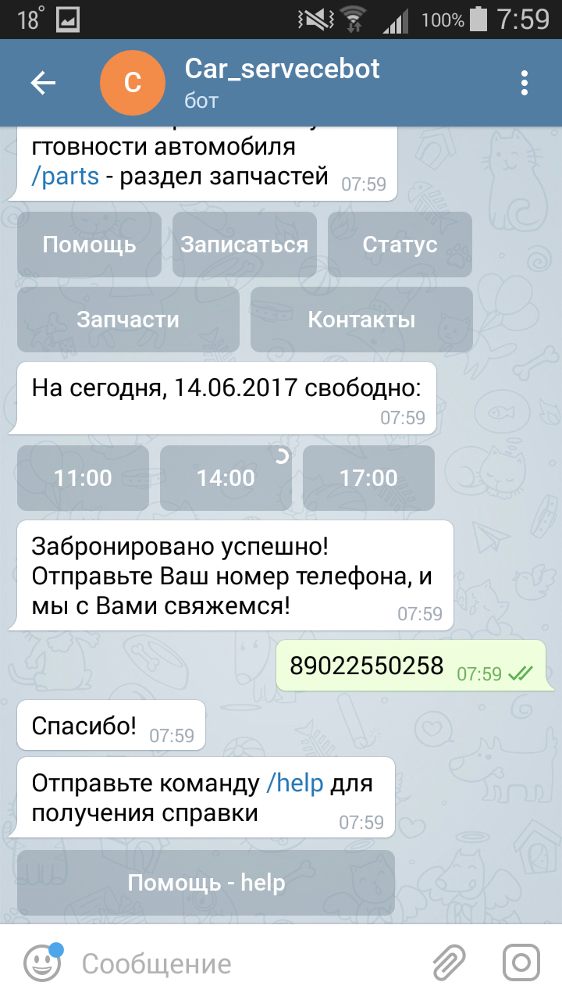 18° 100% 7:59
C
Car_servecebot
бот
гтовности автомобиля
/parts - раздел запчастей 07:59
Помощь Записаться Статус
Запчасти Контакты
На сегодня, 14.06.2017 свободно:
07:59
11:00 14:00 17:00
Забронировано успешно!
Отправьте Ваш номер телефона, и
мы с Вами свяжемся! 07:59
89022550258 07:59
Спасибо! 07:59
Отправьте команду /help для
получения справки 07:59
Помощь - help
Сообщение